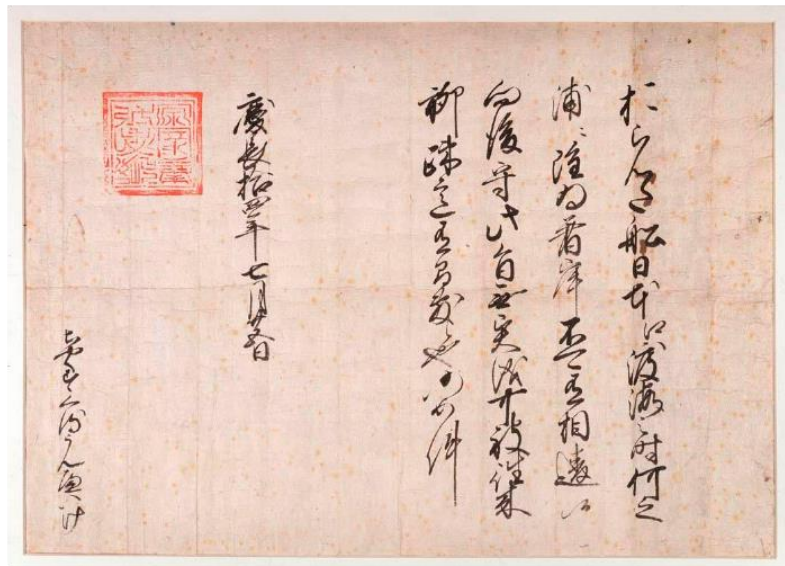 おらんた船日本江渡海之時何之
浦ニ雖為着岸不可有相違候
向後守此旨無異儀可被往来
聊疎意有間敷候也仍如件
慶長拾四年七月廿五日
ちやくすくるうんへいけ